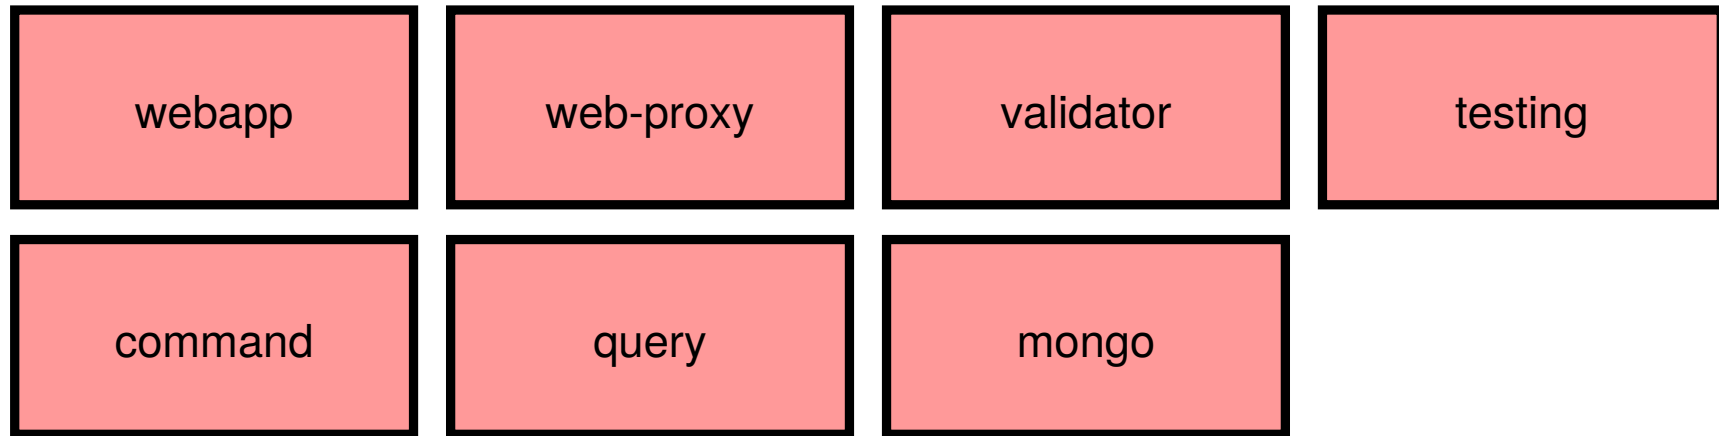 webapp
web-proxy
validator
testing
command
query
mongo